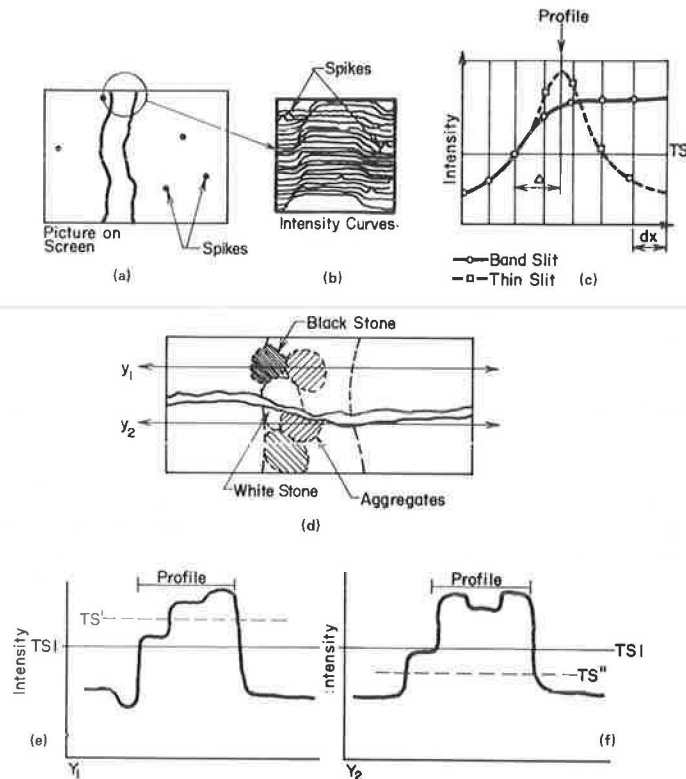 Profile
Spikes
Picture on
Screen
Spikes
(a)
Intensity Curves
(b)
Intensity
TS
Δ
dx
Band Slit
Thin Slit
(c)
Black Stone
y₁
y₂
White Stone
Aggregates
(d)
Profile
TS'
TSI
Intensity
(e)
Y₁
Profile
TSI
TS"
Intensity
(f)
Y₂